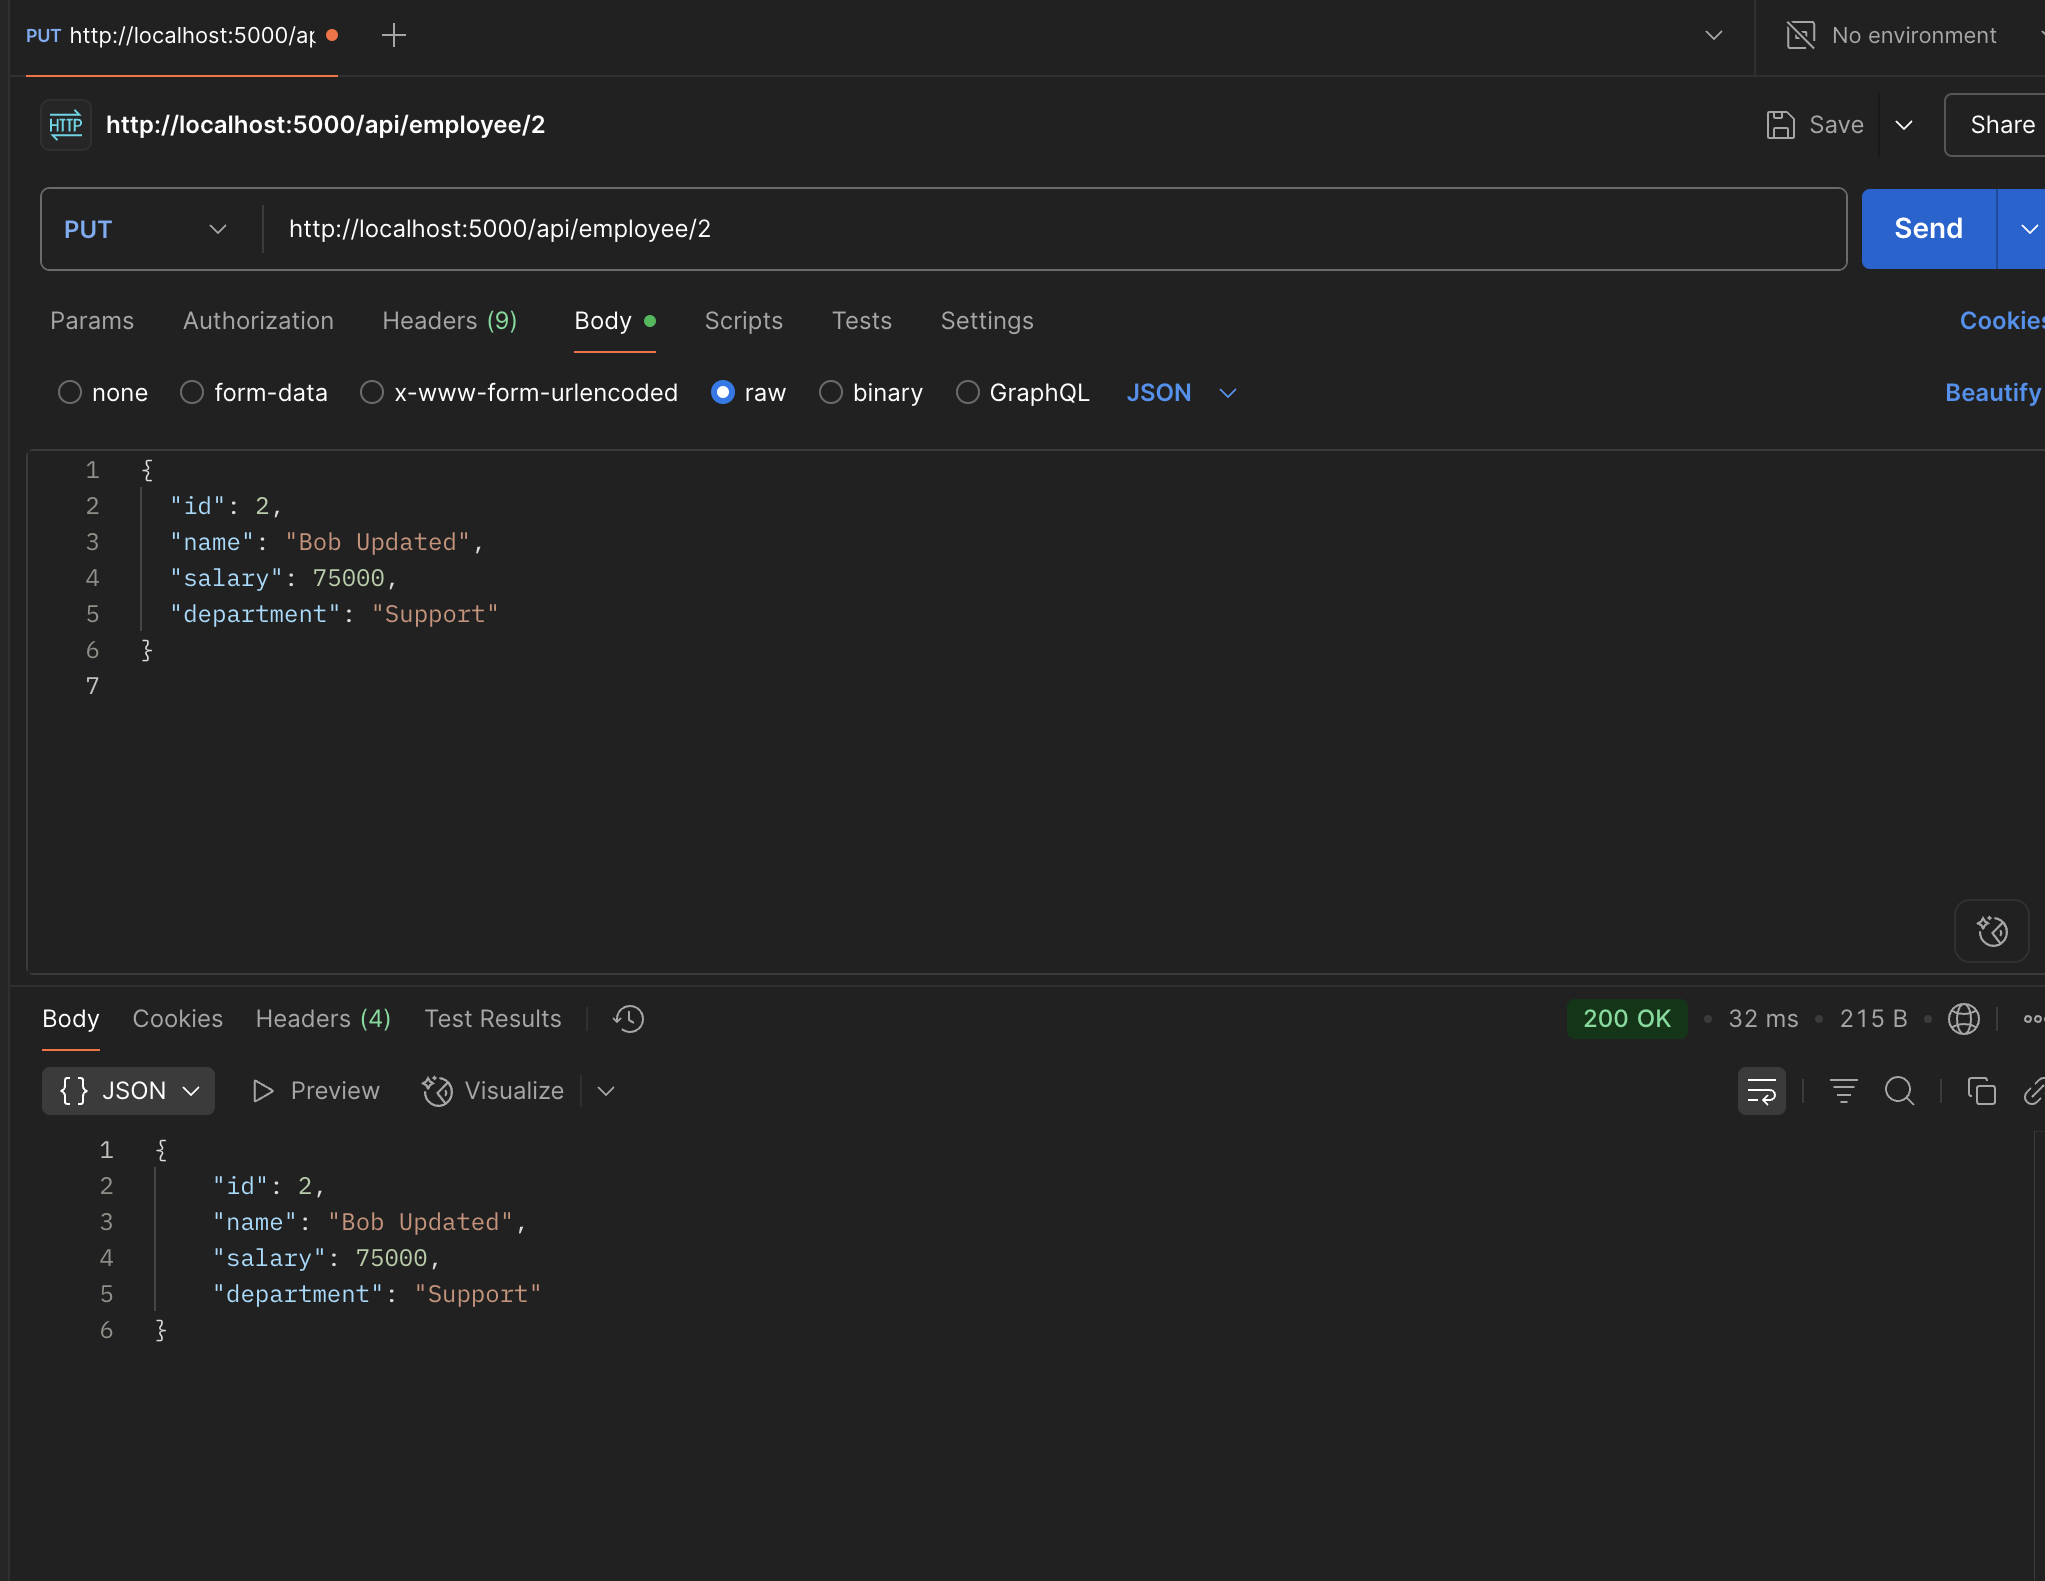 PUT http://localhost:5000/ap
No environment
HTTP http://localhost:5000/api/employee/2
Save
Share
PUT http://localhost:5000/api/employee/2
Send
Params Authorization Headers (9) Body Scripts Tests Settings Cookies
none form-data x-www-form-urlencoded raw binary GraphQL JSON Beautify
1 {
2 "id": 2,
3 "name": "Bob Updated",
4 "salary": 75000,
5 "department": "Support"
6 }
7
Body Cookies Headers (4) Test Results 200 OK • 32 ms • 215 B
{} JSON Preview Visualize
1 {
2 "id": 2,
3 "name": "Bob Updated",
4 "salary": 75000,
5 "department": "Support"
6 }